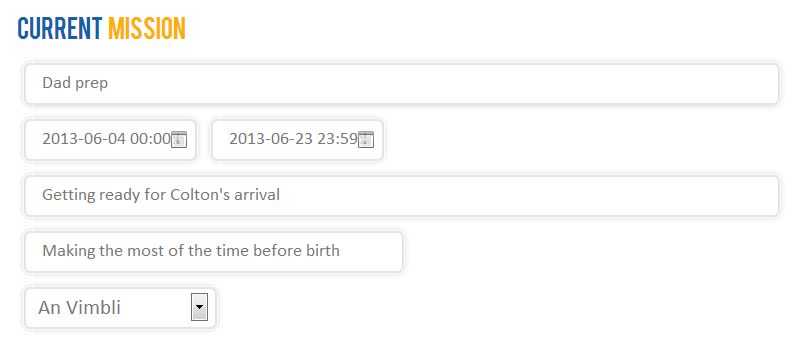 CURRENT MISSION
Dad prep
2013-06-04 00:00 2013-06-23 23:59
Getting ready for Colton's arrival
Making the most of the time before birth
An Vimbli